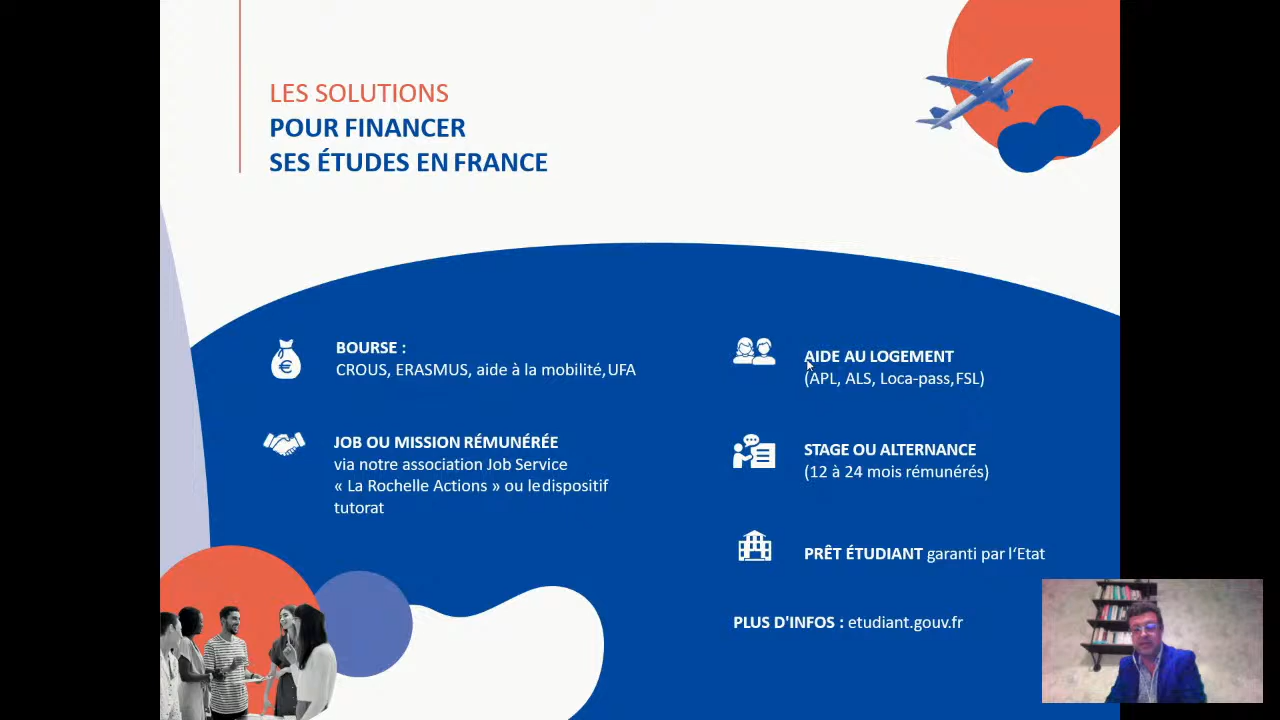 LES SOLUTIONS
POUR FINANCER
SES ÉTUDES EN FRANCE
BOURSE :
CROUS, ERASMUS, aide à la mobilité, UFA
JOB OU MISSION RÉMUNÉRÉE
via notre association Job Service
« La Rochelle Actions » ou le dispositif
tutorat
AIDE AU LOGEMENT
(APL, ALS, Loca-pass, FSL)
STAGE OU ALTERNANCE
(12 à 24 mois rémunérés)
PRÊT ÉTUDIANT garanti par l‘Etat
PLUS D'INFOS : etudiant.gouv.fr